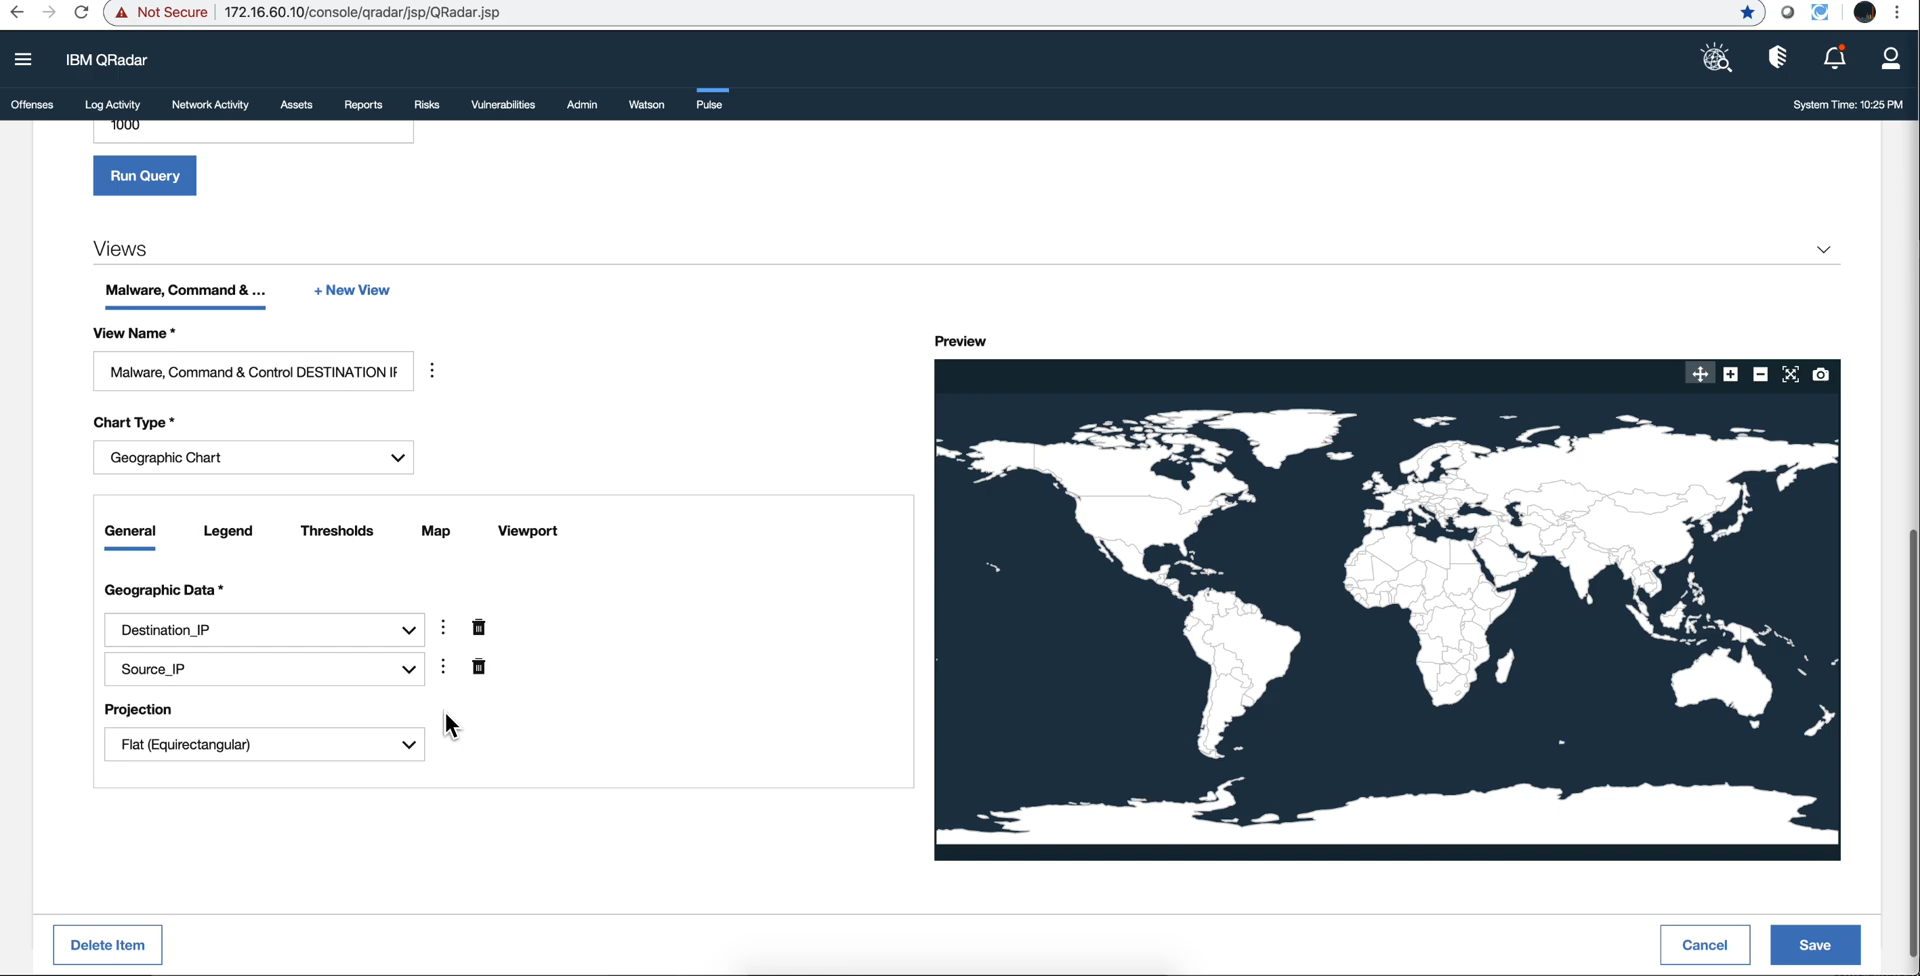 Not Secure 172.16.60.10/console/qradar/jsp/QRadar.jsp
IBM QRadar
Offenses Log Activity Network Activity Assets Reports Risks Vulnerabilities Admin Watson Pulse System Time: 10:25 PM
1000
Run Query
Views
Malware, Command & ... + New View
View Name *
Preview
Malware, Command & Control DESTINATION IF
Chart Type *
Geographic Chart
General Legend Thresholds Map Viewport
Geographic Data *
Destination_IP
Source_IP
Projection
Flat (Equirectangular)
Delete Item Cancel Save